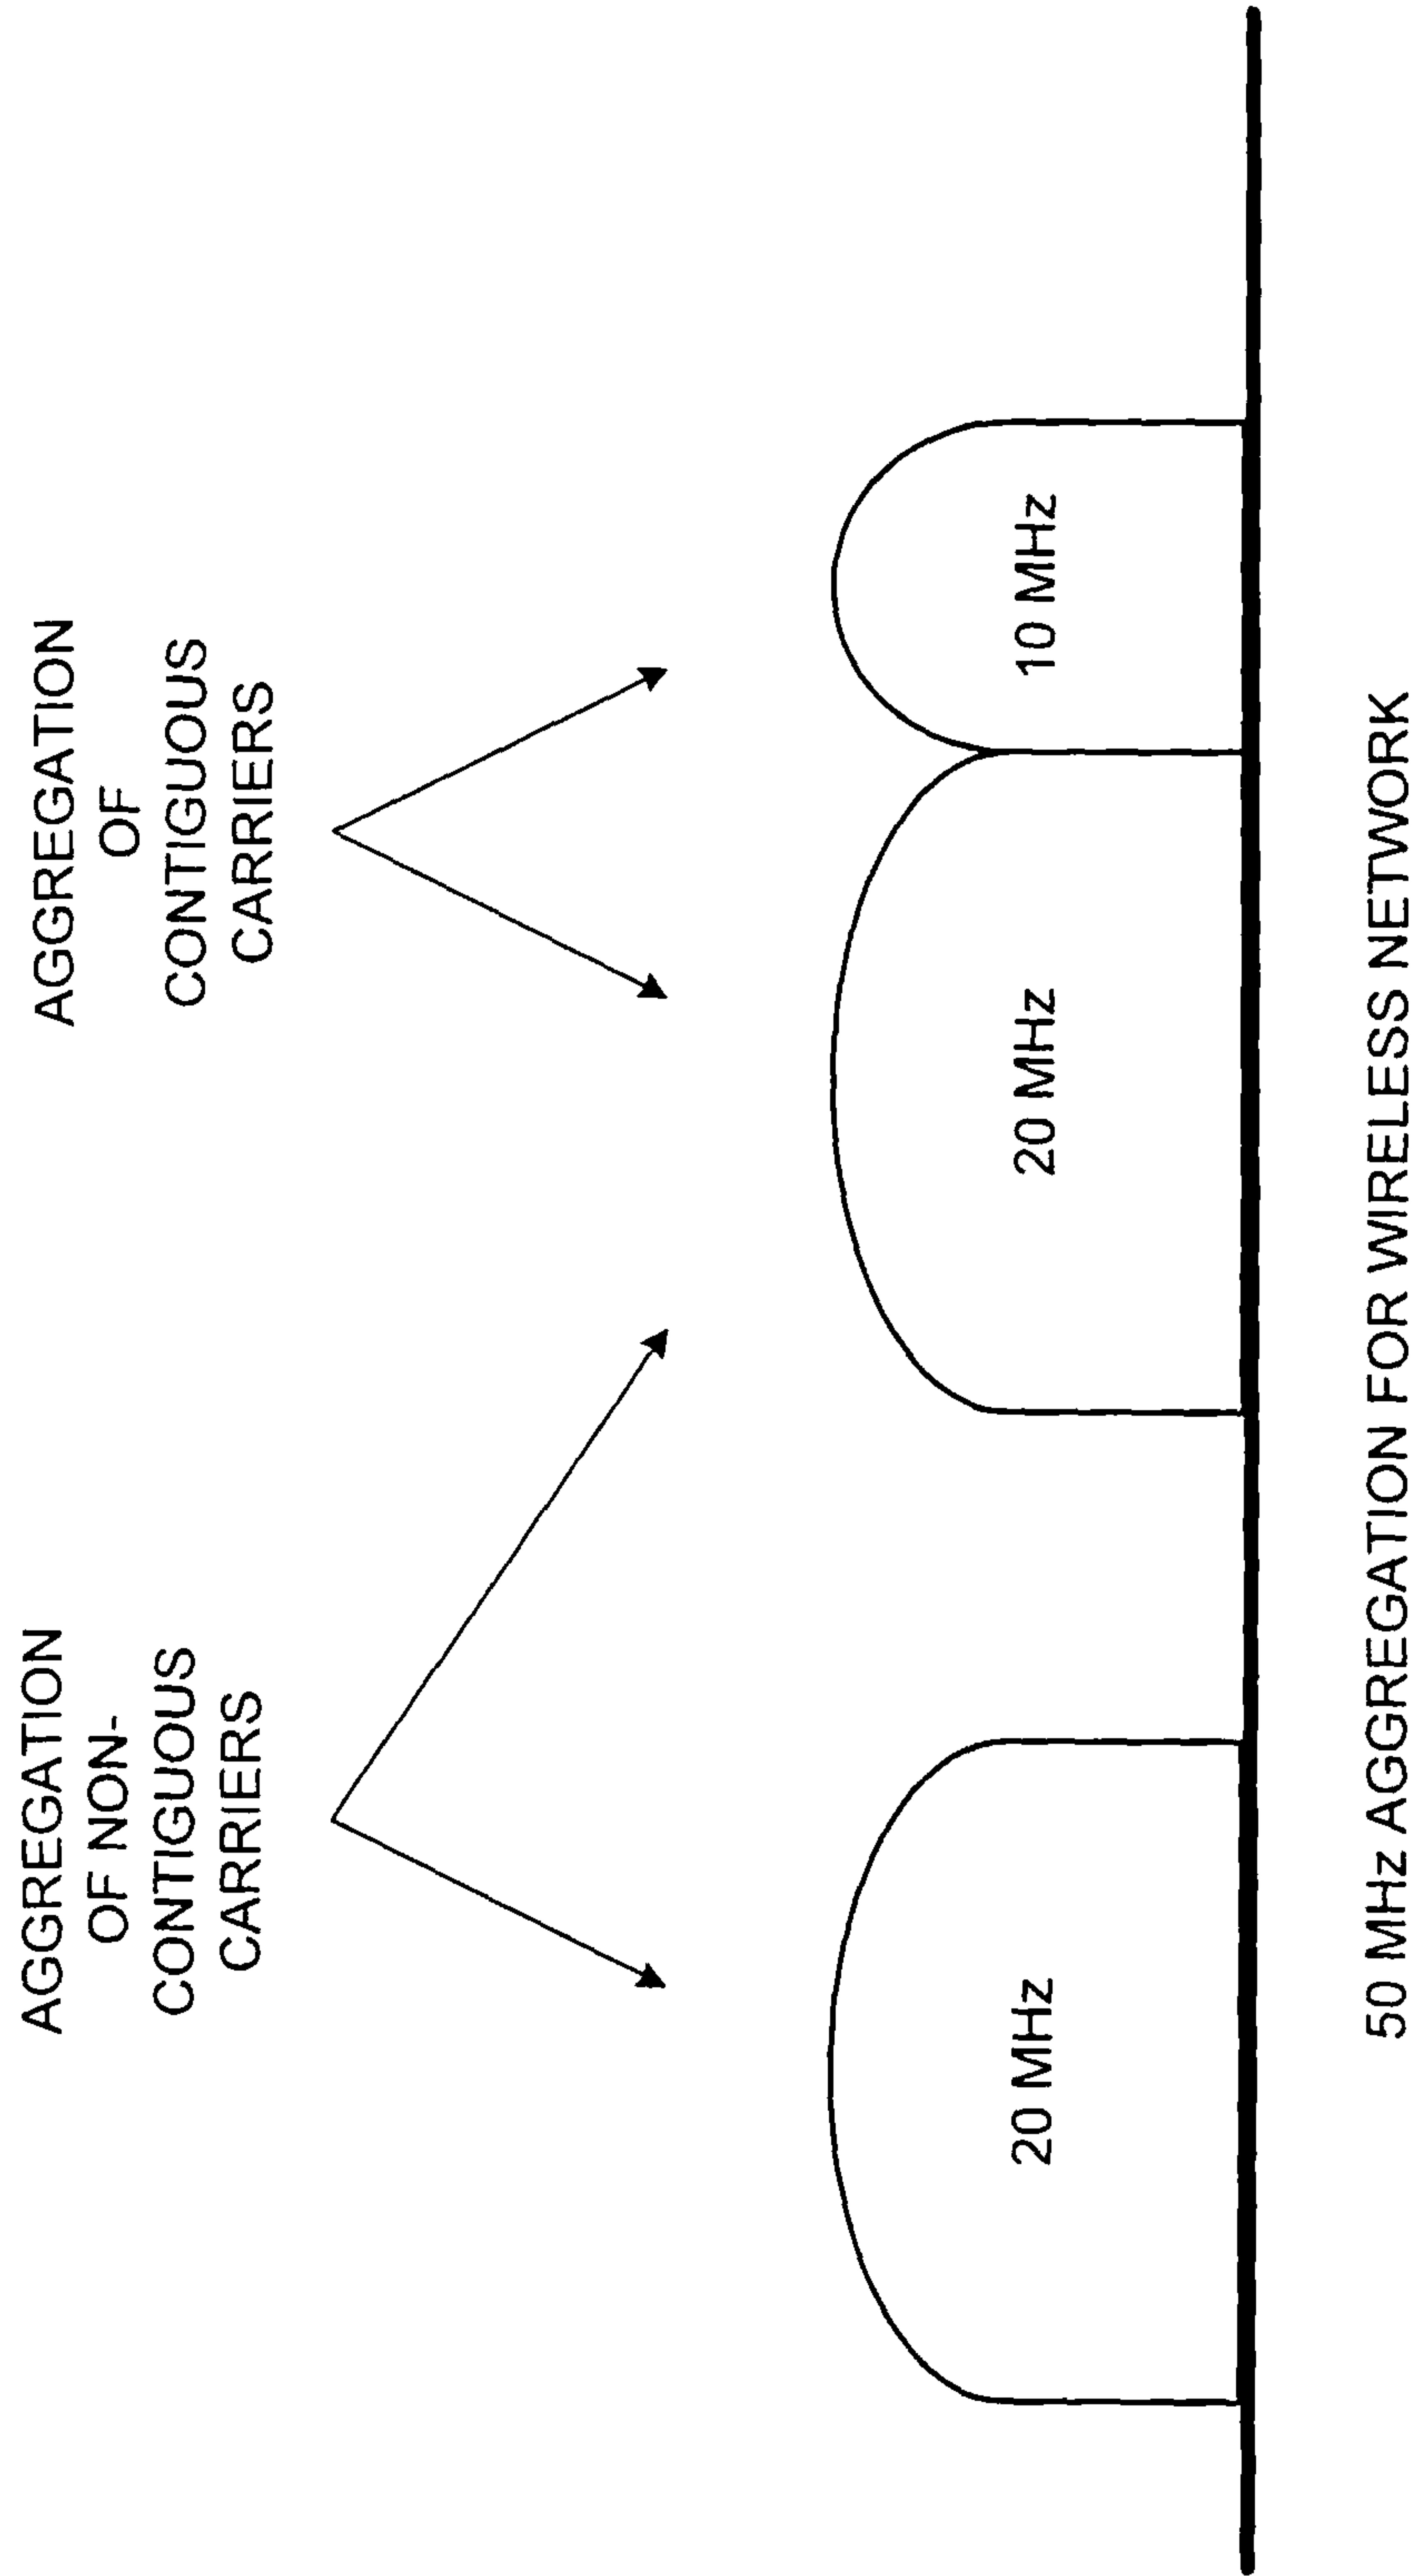 AGGREGATION
OF NON-
CONTIGUOUS
CARRIERS
AGGREGATION
OF
CONTIGUOUS
CARRIERS
20 MHz
20 MHz
10 MHz
50 MHz AGGREGATION FOR WIRELESS NETWORK